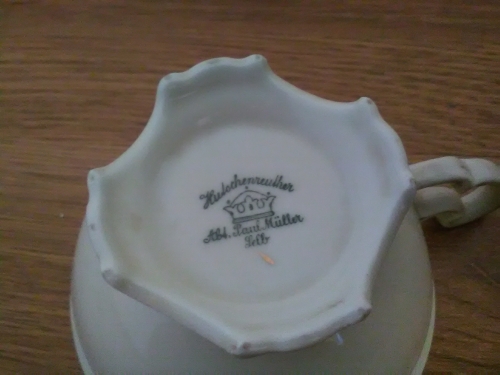 Hutschenreuther
Abt. Paul Müller
Selb